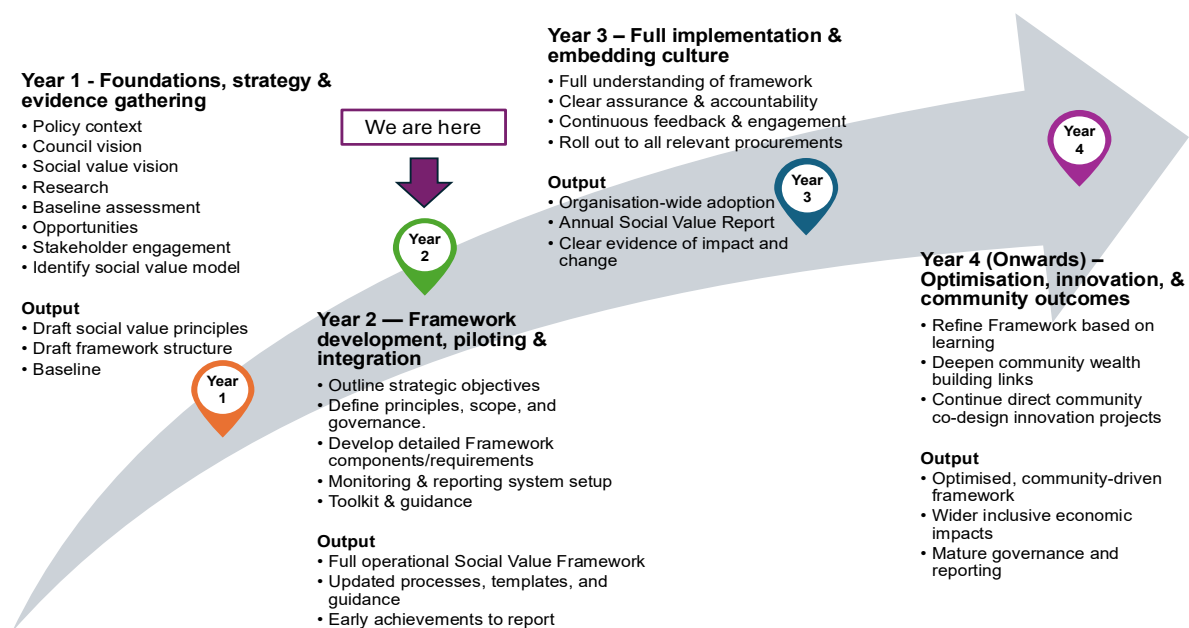 Year 1 - Foundations, strategy &
evidence gathering
• Policy context
• Council vision
• Social value vision
• Research
• Baseline assessment
• Opportunities
• Stakeholder engagement
• Identify social value model
Output
• Draft social value principles
• Draft framework structure
• Baseline
Year
1
We are here
Year
2
Year 2 — Framework
development, piloting &
integration
• Outline strategic objectives
• Define principles, scope, and
governance.
• Develop detailed Framework
components/requirements
• Monitoring & reporting system setup
• Toolkit & guidance
Output
• Full operational Social Value Framework
• Updated processes, templates, and
guidance
• Early achievements to report
Year 3 – Full implementation &
embedding culture
• Full understanding of framework
• Clear assurance & accountability
• Continuous feedback & engagement
• Roll out to all relevant procurements
Output
• Organisation-wide adoption
• Annual Social Value Report
• Clear evidence of impact and
change
Year
3
Year
4
Year 4 (Onwards) –
Optimisation, innovation, &
community outcomes
• Refine Framework based on
learning
• Deepen community wealth
building links
• Continue direct community
co-design innovation projects
Output
• Optimised, community-driven
framework
• Wider inclusive economic
impacts
• Mature governance and
reporting